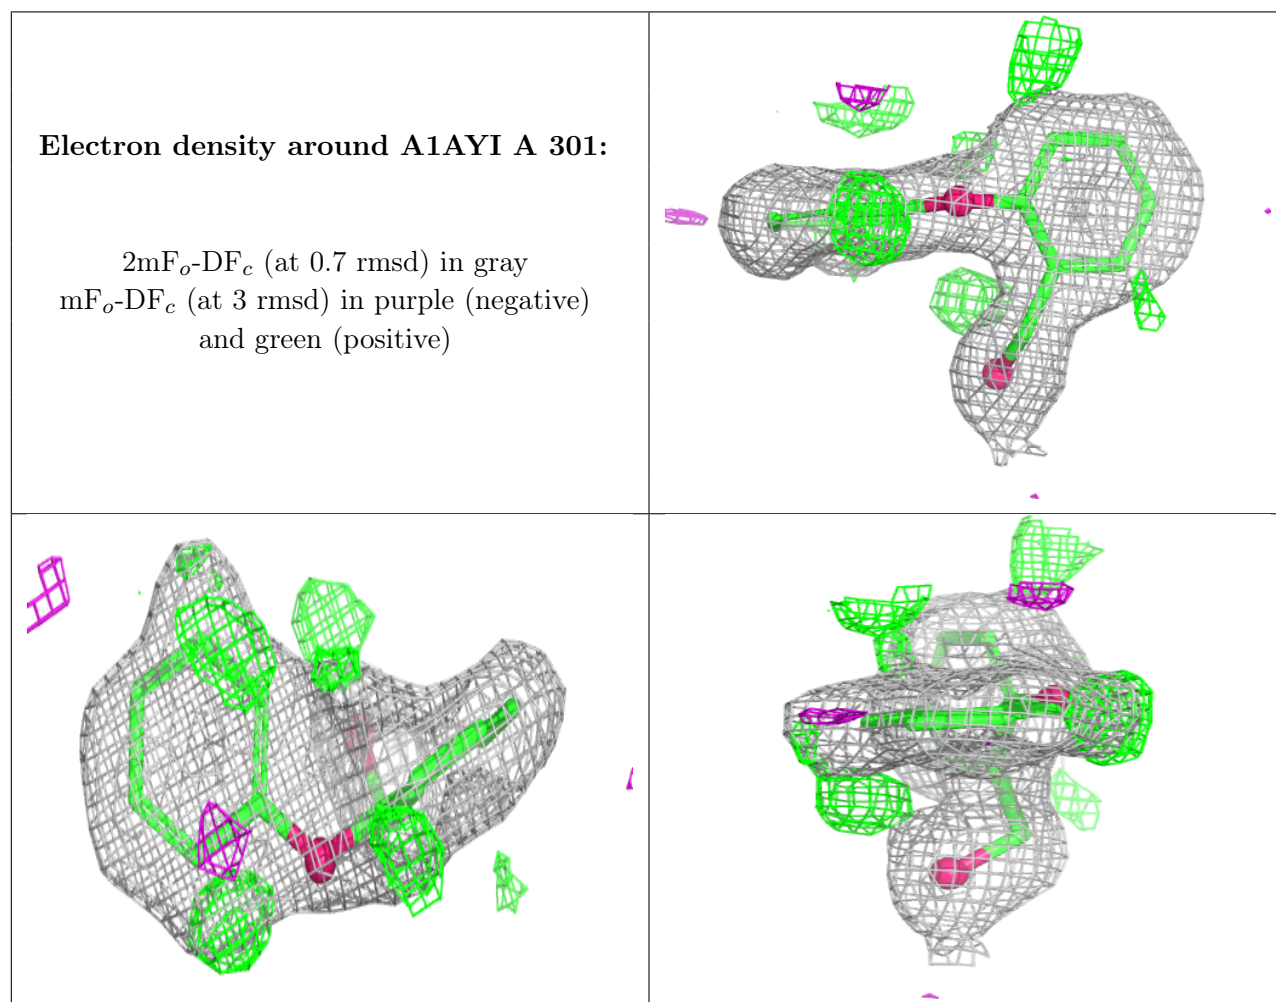 Electron density around A1AYI A 301:
2mFo-DFc (at 0.7 rmsd) in gray
mFo-DFc (at 3 rmsd) in purple (negative)
and green (positive)